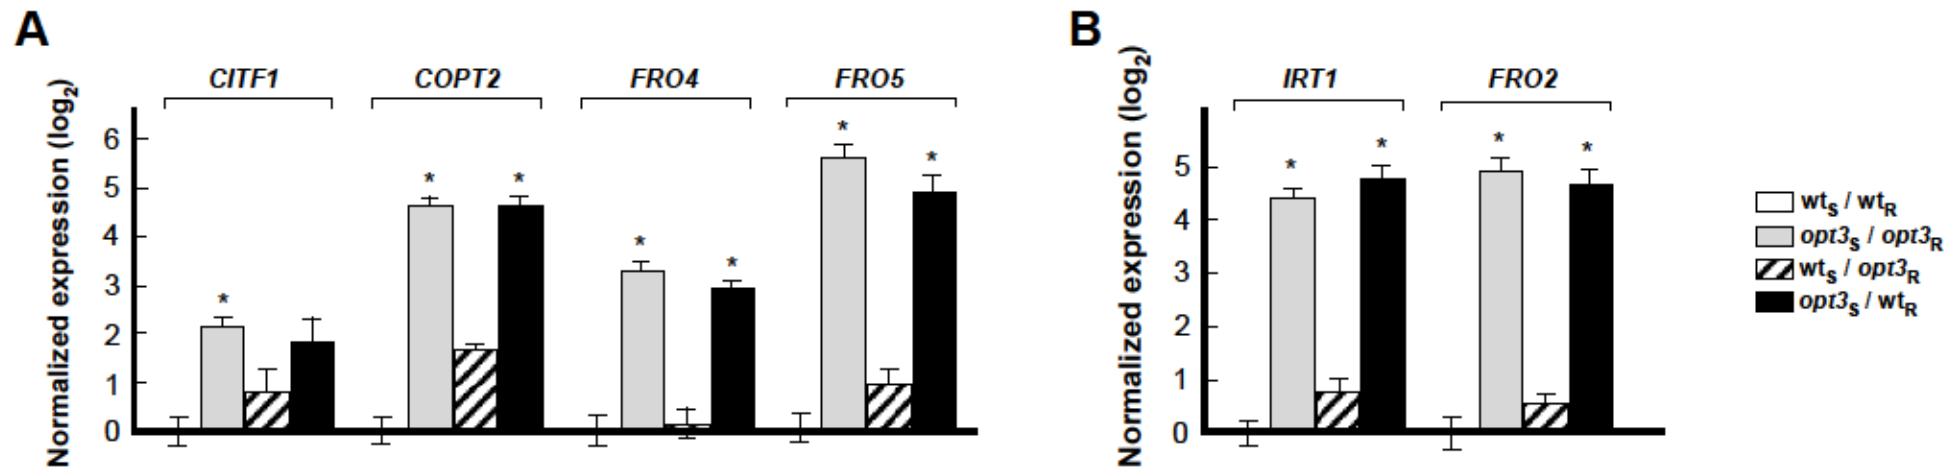 A
B
CITF1 COPT2 FRO4 FRO5
IRT1 FRO2
Normalized expression (log2)
6
5
4
3
2
1
0
* * * * * * *
Normalized expression (log2)
5
4
3
2
1
0
* * * *
wtS / wtR
opt3S / opt3R
wtS / opt3R
opt3S / wtR